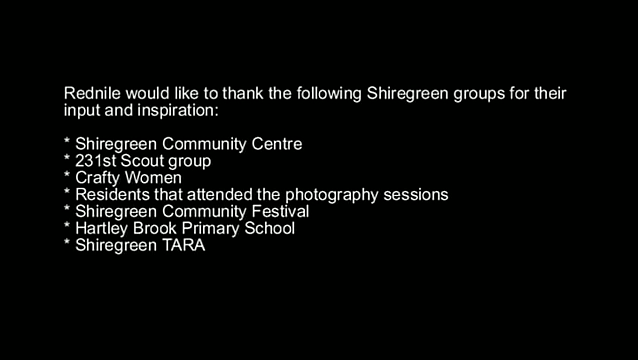 Rednile would like to thank the following Shiregreen groups for their
input and inspiration:
* Shiregreen Community Centre
* 231st Scout group
* Crafty Women
* Residents that attended the photography sessions
* Shiregreen Community Festival
* Hartley Brook Primary School
* Shiregreen TARA